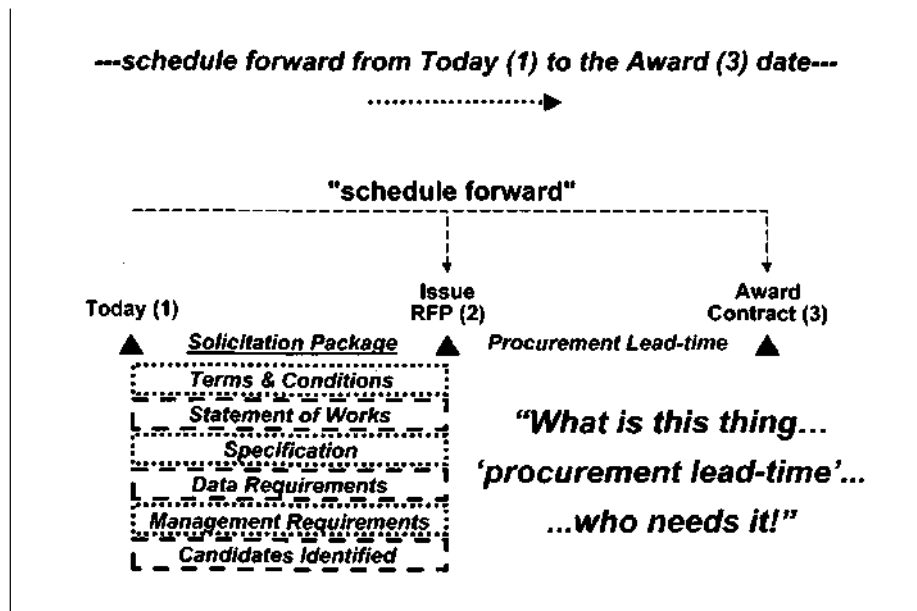 ---schedule forward from Today (1) to the Award (3) date---
"schedule forward"
Today (1)
Issue
RFP (2)
Award
Contract (3)
Solicitation Package
Procurement Lead-time
Terms & Conditions
Statement of Works
Specification
Data Requirements
Management Requirements
Candidates Identified
“What is this thing...
‘procurement lead-time’...
...who needs it!”